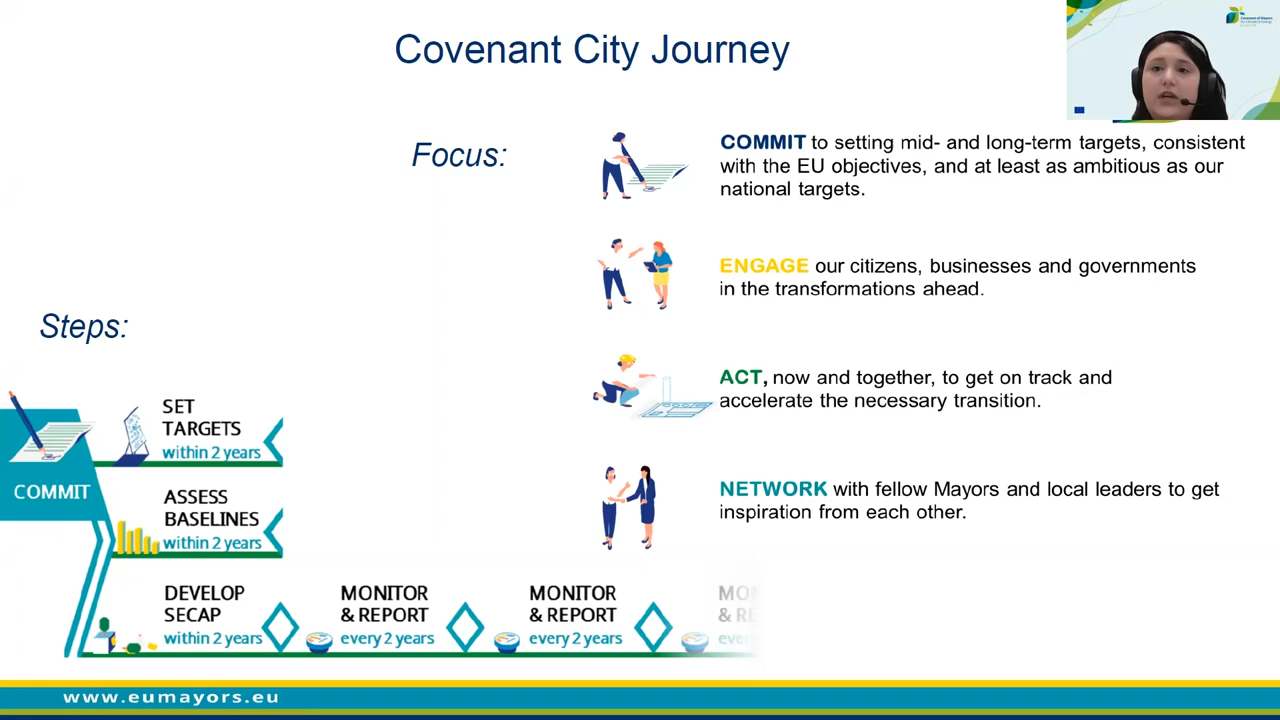 Covenant City Journey
Focus:
COMMIT to setting mid- and long-term targets, consistent
with the EU objectives, and at least as ambitious as our
national targets.
ENGAGE our citizens, businesses and governments
in the transformations ahead.
ACT, now and together, to get on track and
accelerate the necessary transition.
NETWORK with fellow Mayors and local leaders to get
inspiration from each other.
Steps:
COMMIT
SET
TARGETS
within 2 years
ASSESS
BASELINES
within 2 years
DEVELOP
SECAP
within 2 years
MONITOR
& REPORT
every 2 years
MONITOR
& REPORT
every 2 years
MO
& RE
every
www.eumayors.eu